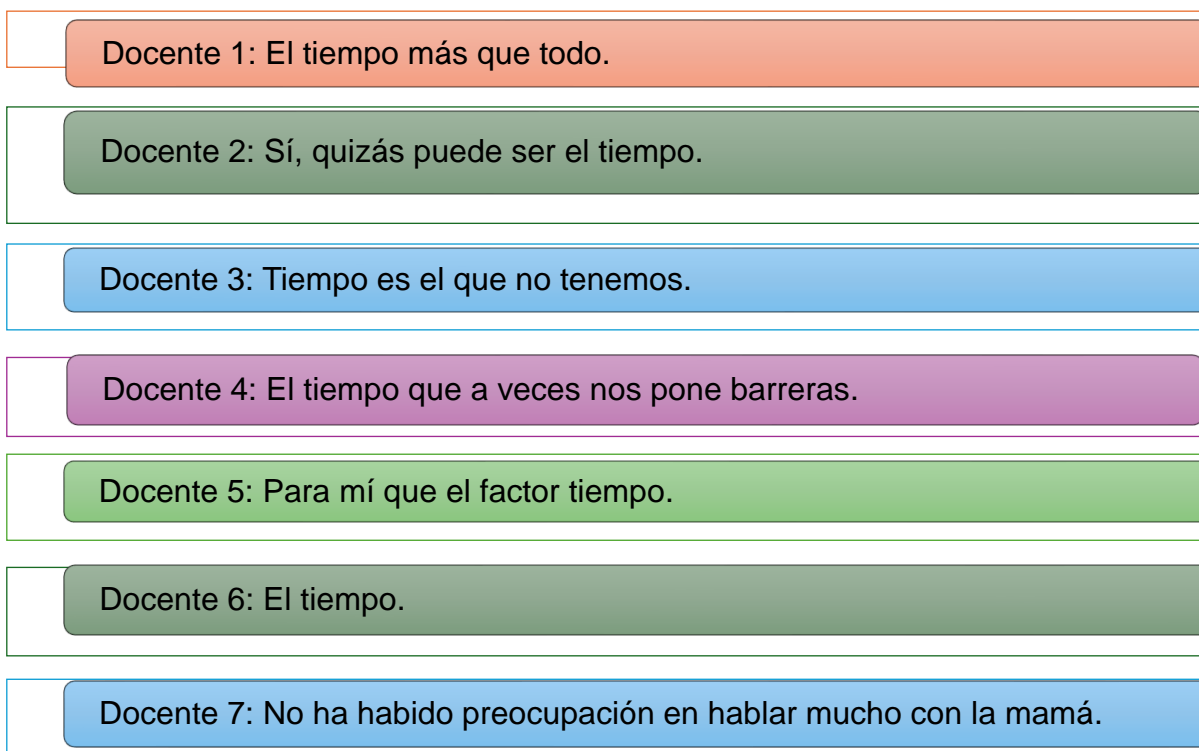 Docente 1: El tiempo más que todo.
Docente 2: Sí, quizás puede ser el tiempo.
Docente 3: Tiempo es el que no tenemos.
Docente 4: El tiempo que a veces nos pone barreras.
Docente 5: Para mí que el factor tiempo.
Docente 6: El tiempo.
Docente 7: No ha habido preocupación en hablar mucho con la mamá.